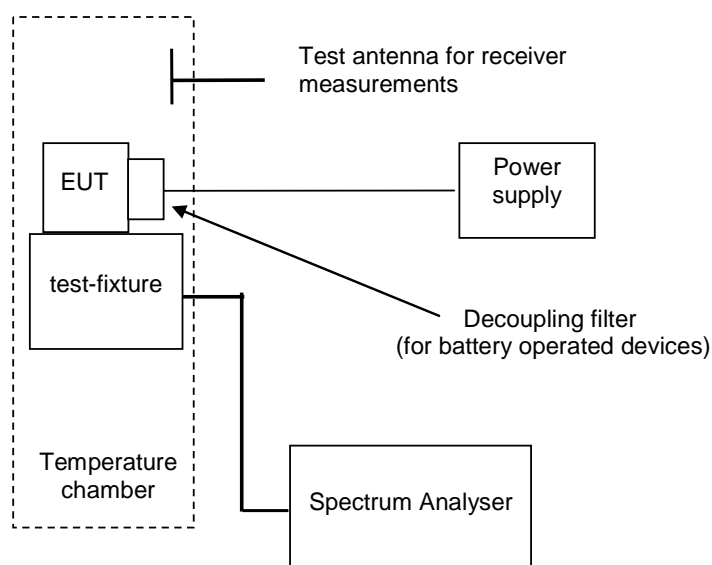 Test antenna for receiver
measurements
EUT
Power
supply
test-fixture
Decoupling filter
(for battery operated devices)
Temperature
chamber
Spectrum Analyser